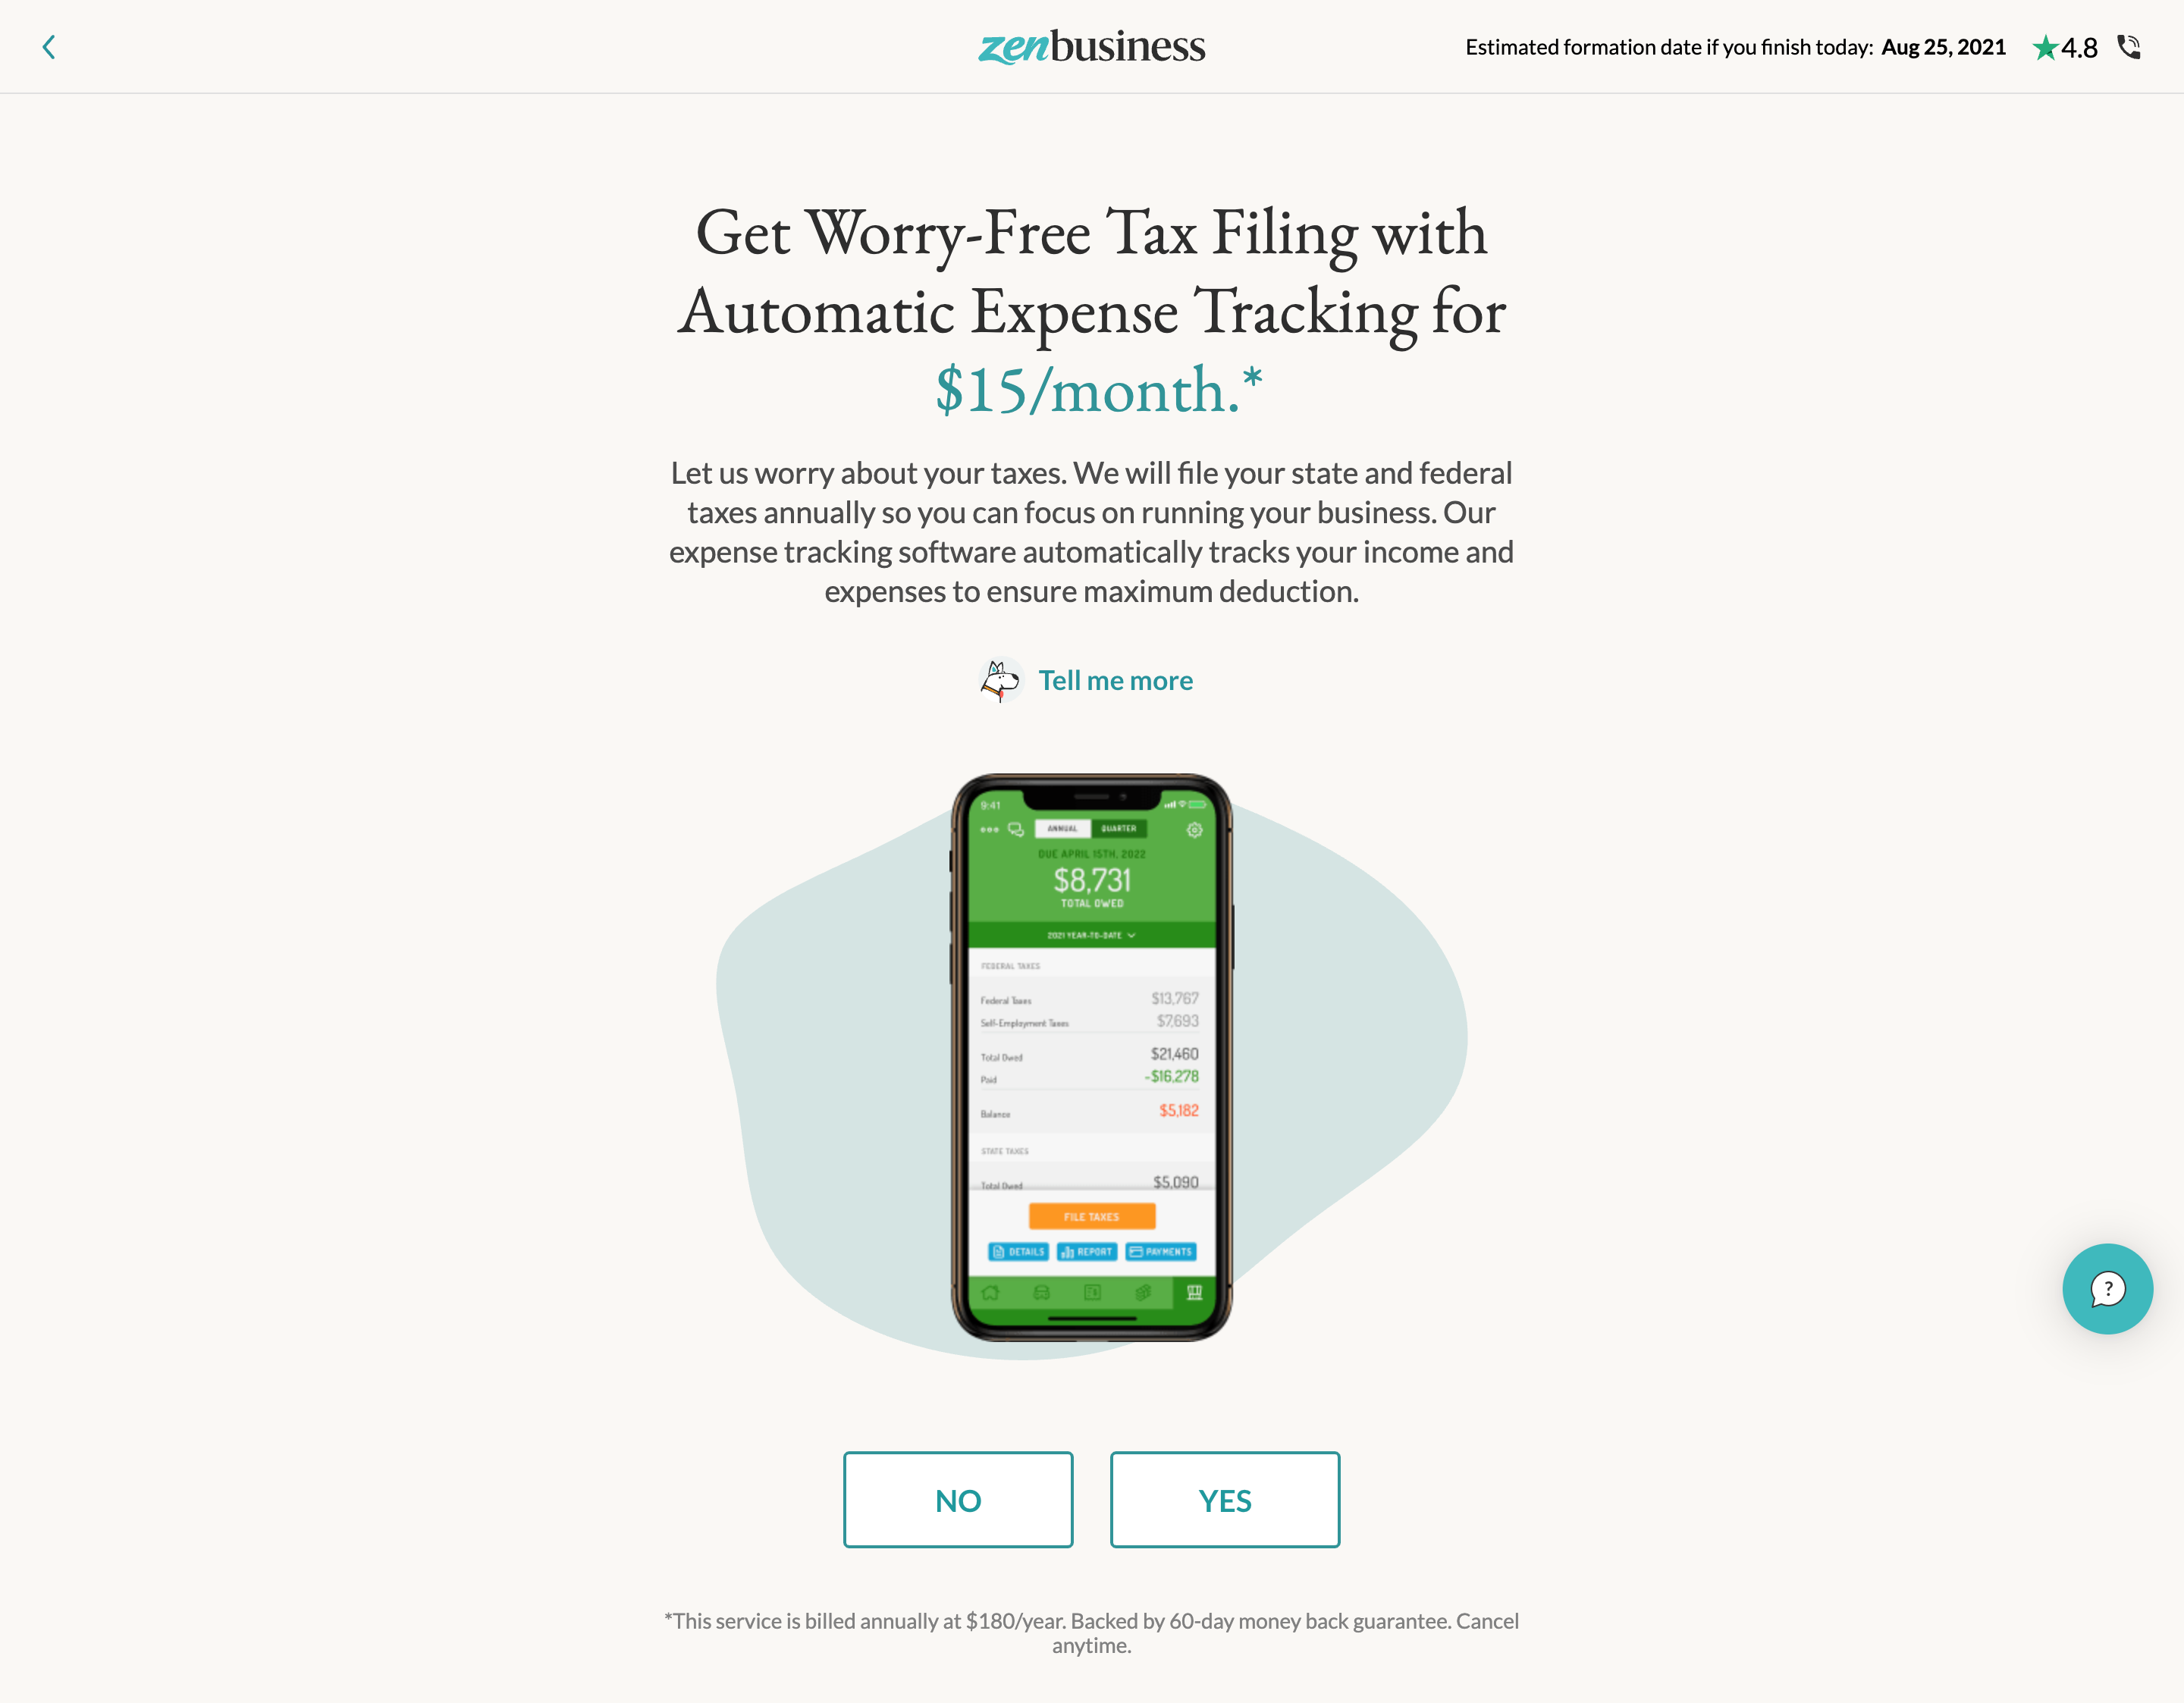 zenbusiness
Estimated formation date if you finish today: Aug 25, 2021
4.8
Get Worry-Free Tax Filing with
Automatic Expense Tracking for
$15/month.*
Let us worry about your taxes. We will file your state and federal
taxes annually so you can focus on running your business. Our
expense tracking software automatically tracks your income and
expenses to ensure maximum deduction.
Tell me more
9:41
ANNUAL QUARTER
DUE APRIL 15TH, 2022
$8,731
TOTAL OWED
2021 YEAR-TO-DATE
FEDERAL TAXES
Federal Taxes $13,767
Self-Employment Taxes $7,693
Total Owed $21,460
Paid -$16,278
Balance $5,182
STATE TAXES
Total Owed $5,090
FILE TAXES
DETAILS REPORT PAYMENTS
?
NO YES
*This service is billed annually at $180/year. Backed by 60-day money back guarantee. Cancel
anytime.